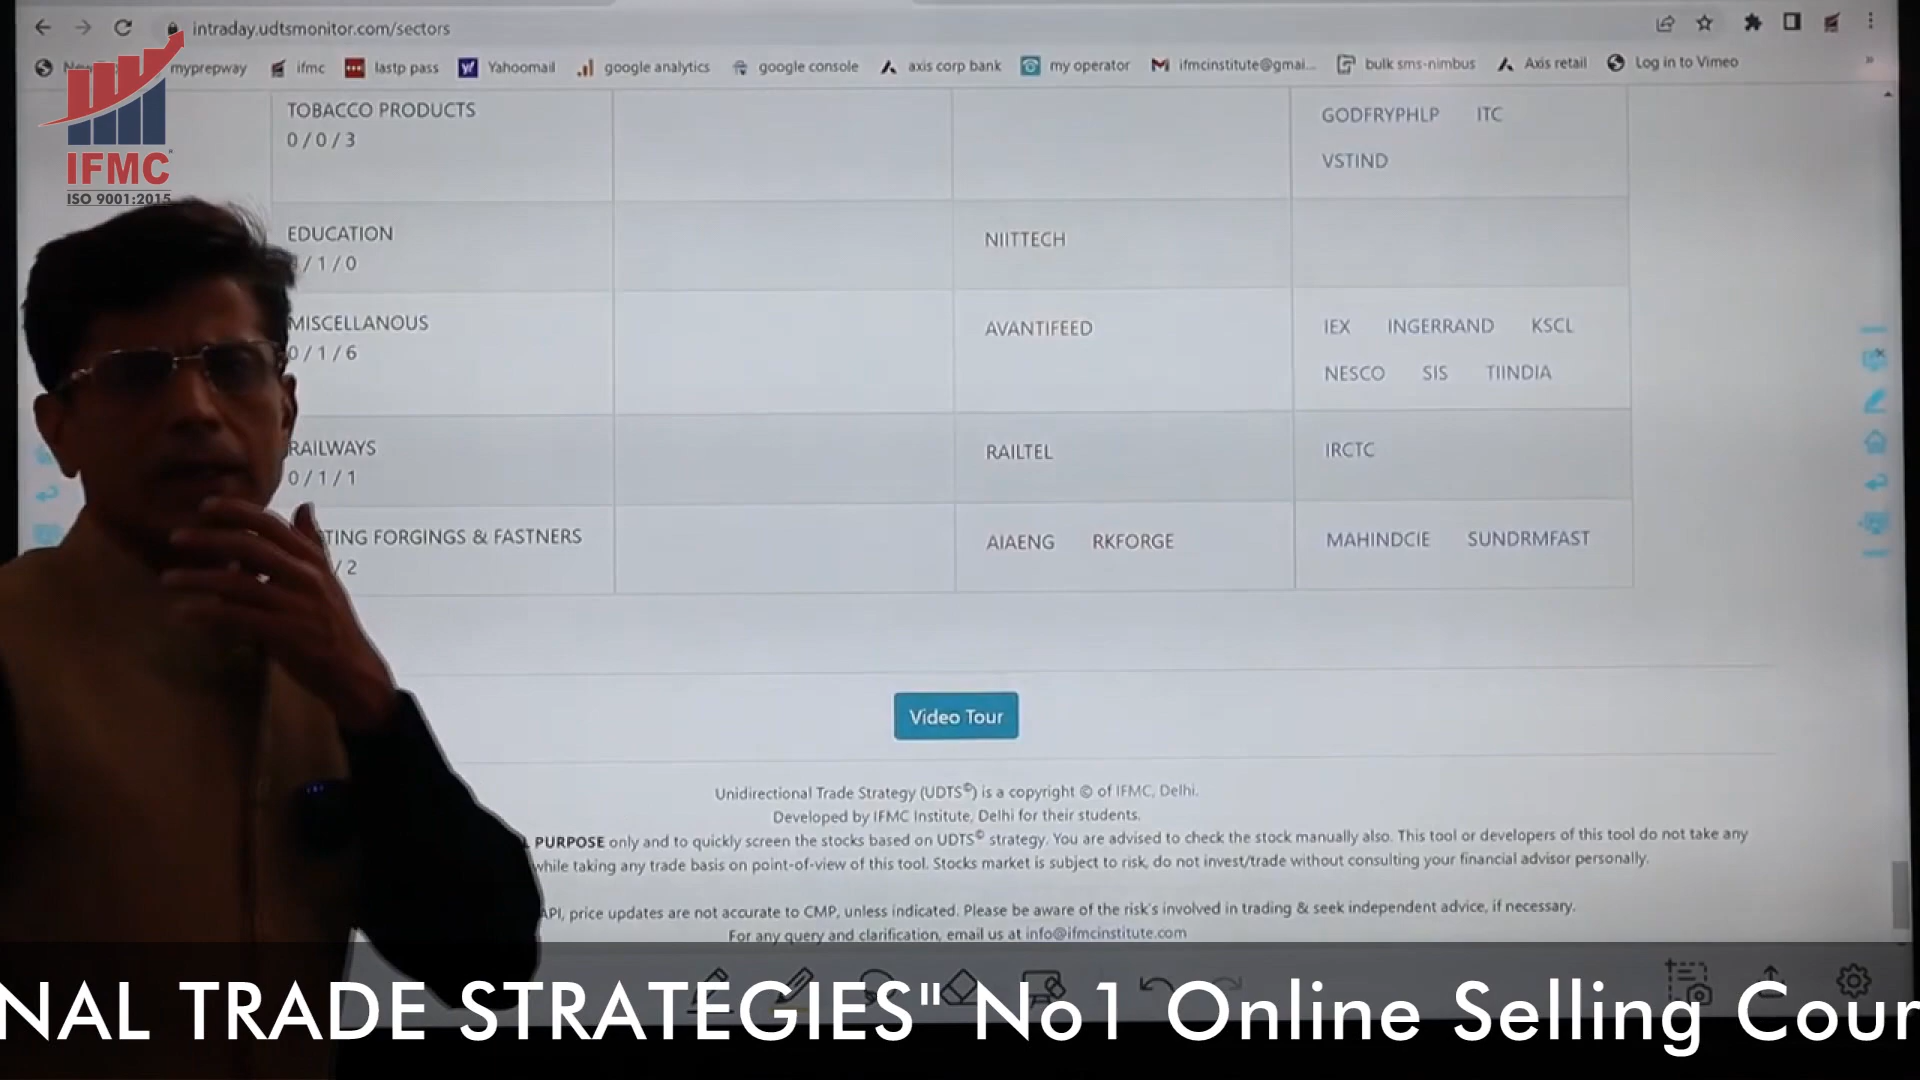 intraday.udtsmonitor.com/sectors
myprepway ifmc lastp pass Yahoomail google analytics google console axis corp bank my operator ifmcinstitute@gmai... bulk sms-nimbus Axis retail Log in to Vimeo »
IFMC
ISO 9001:2015
TOBACCO PRODUCTS
0 / 0 / 3
GODFRYPHLP ITC
VSTIND
EDUCATION
/ 1 / 0
NIITTECH
MISCELLANOUS
0 / 1 / 6
AVANTIFEED
IEX INGERRAND KSCL
NESCO SIS TIINDIA
RAILWAYS
0 / 1 / 1
RAILTEL
IRCTC
TING FORGINGS & FASTNERS
/ 2
AIAENG RKFORGE
MAHINDCIE SUNDRMFAST
Video Tour
Unidirectional Trade Strategy (UDTS©) is a copyright © of IFMC, Delhi.
Developed by IFMC Institute, Delhi for their students.
PURPOSE only and to quickly screen the stocks based on UDTS© strategy. You are advised to check the stock manually also. This tool or developers of this tool do not take any
while taking any trade basis on point-of-view of this tool. Stocks market is subject to risk, do not invest/trade without consulting your financial advisor personally.
API, price updates are not accurate to CMP, unless indicated. Please be aware of the risk's involved in trading & seek independent advice, if necessary.
For any query and clarification, email us at info@ifmcinstitute.com
NAL TRADE STRATEGIES" No1 Online Selling Cour